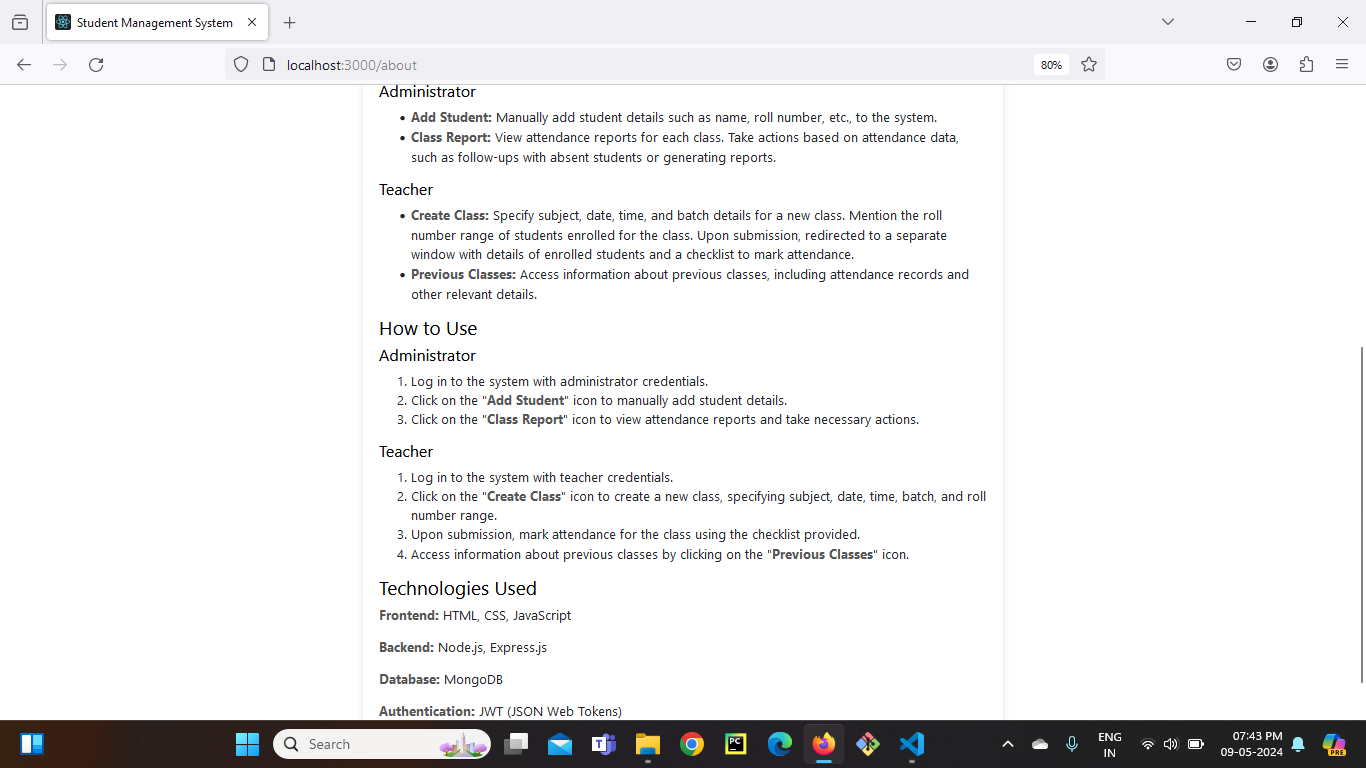 Student Management System
localhost:3000/about
80%
Administrator
Add Student: Manually add student details such as name, roll number, etc., to the system.
Class Report: View attendance reports for each class. Take actions based on attendance data,
such as follow-ups with absent students or generating reports.
Teacher
Create Class: Specify subject, date, time, and batch details for a new class. Mention the roll
number range of students enrolled for the class. Upon submission, redirected to a separate
window with details of enrolled students and a checklist to mark attendance.
Previous Classes: Access information about previous classes, including attendance records and
other relevant details.
How to Use
Administrator
1. Log in to the system with administrator credentials.
2. Click on the "Add Student" icon to manually add student details.
3. Click on the "Class Report" icon to view attendance reports and take necessary actions.
Teacher
1. Log in to the system with teacher credentials.
2. Click on the "Create Class" icon to create a new class, specifying subject, date, time, batch, and roll
number range.
3. Upon submission, mark attendance for the class using the checklist provided.
4. Access information about previous classes by clicking on the "Previous Classes" icon.
Technologies Used
Frontend: HTML, CSS, JavaScript
Backend: Node.js, Express.js
Database: MongoDB
Authentication: JWT (JSON Web Tokens)
Search
PC
ENG
IN
07:43 PM
09-05-2024
PRE